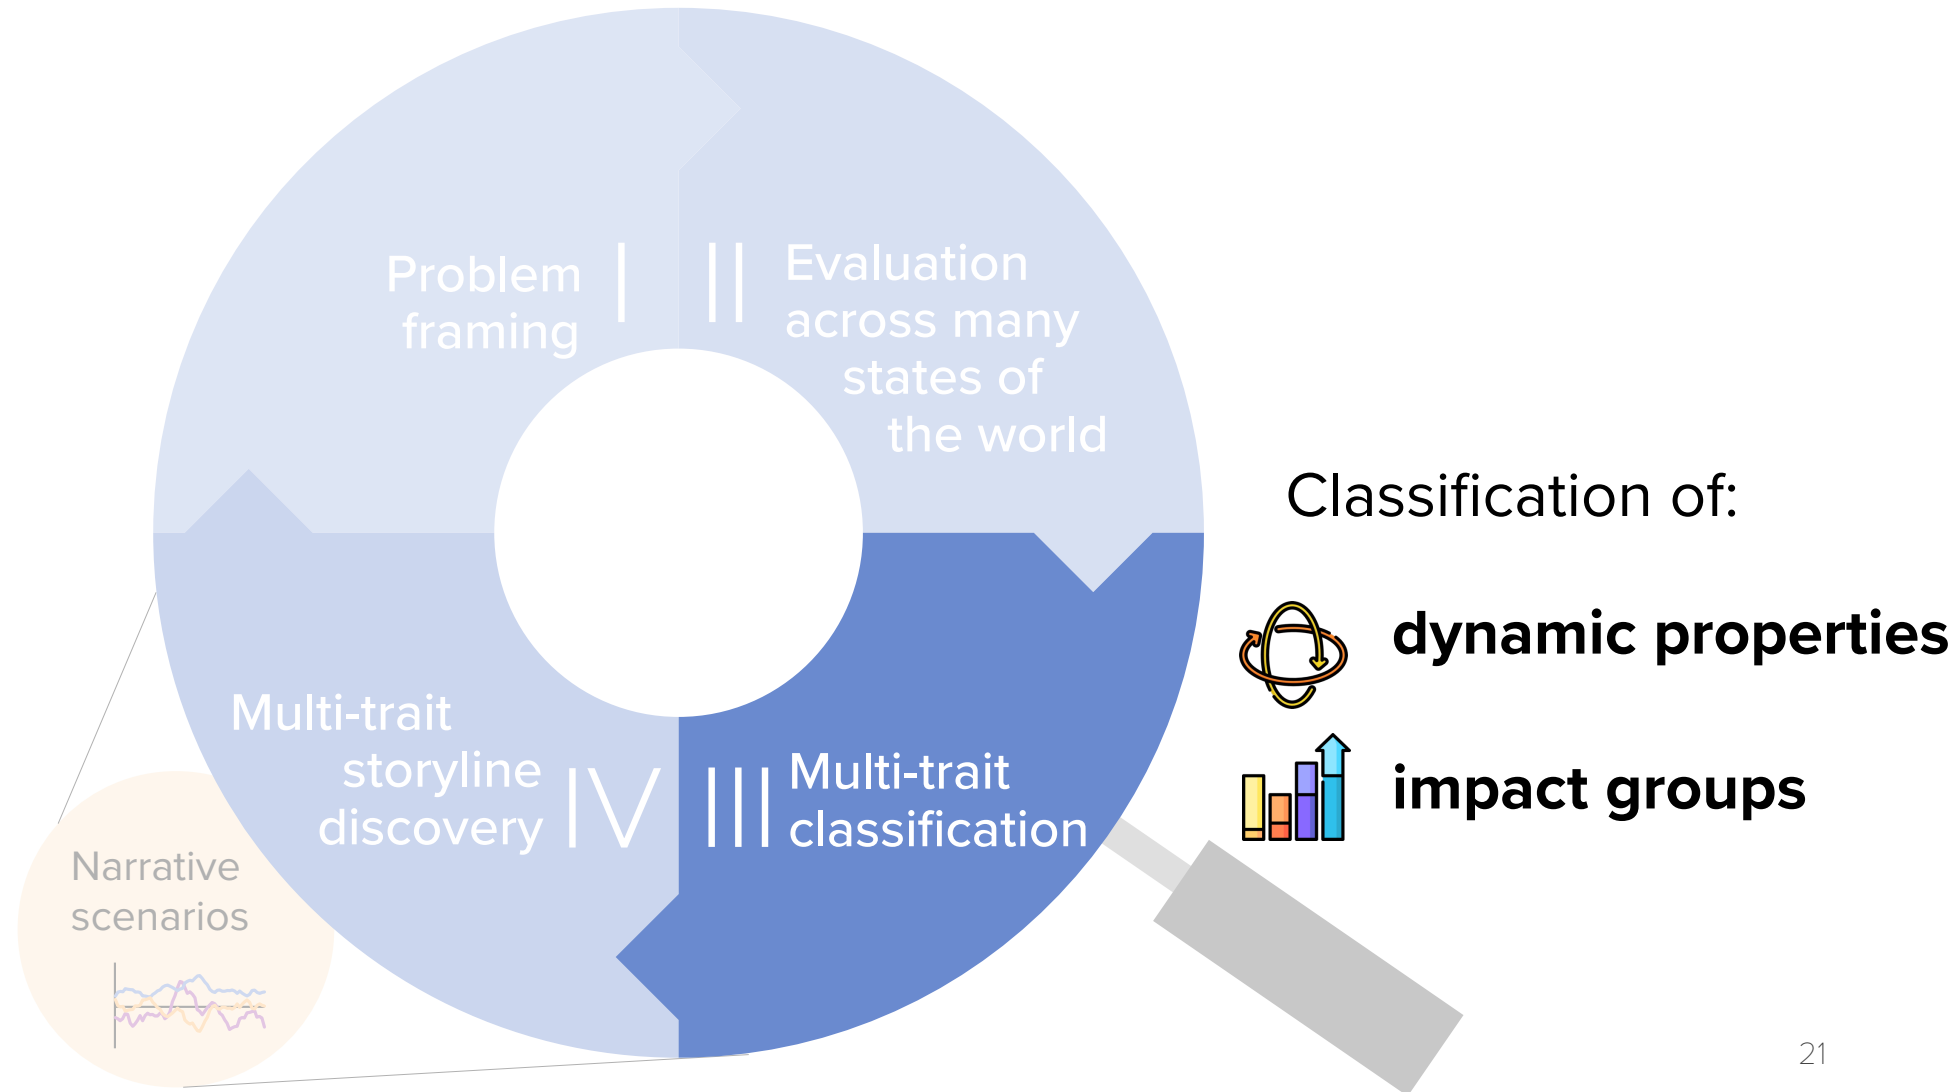 Problem
framing
I
II
Evaluation
across many
states of
the world
Classification of:
dynamic properties
impact groups
Multi-trait
storyline
discovery
IV
III
Multi-trait
classification
Narrative
scenarios
21